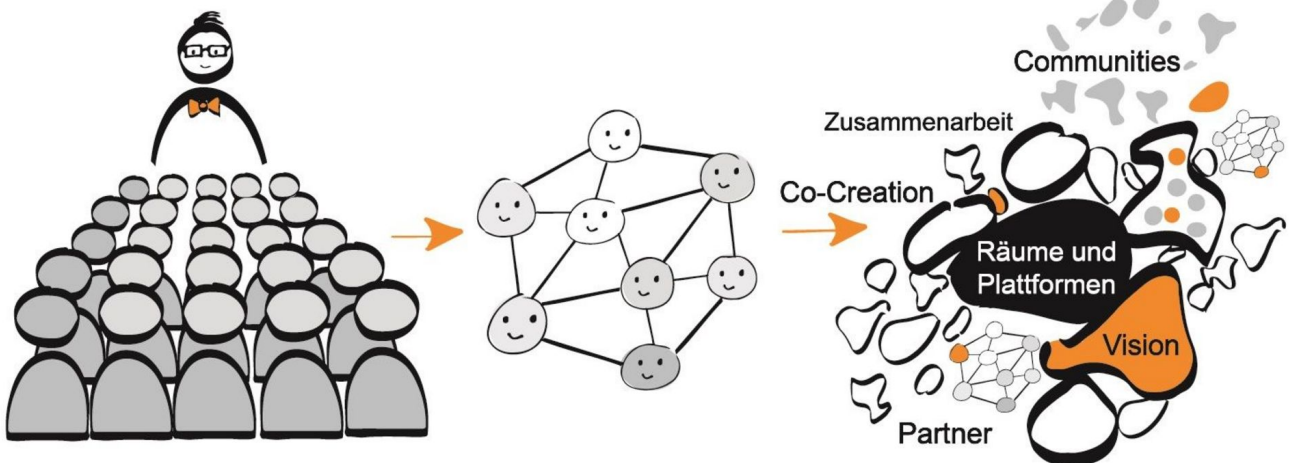 Communities
Zusammenarbeit
Co-Creation
Räume und
Plattformen
Vision
Partner